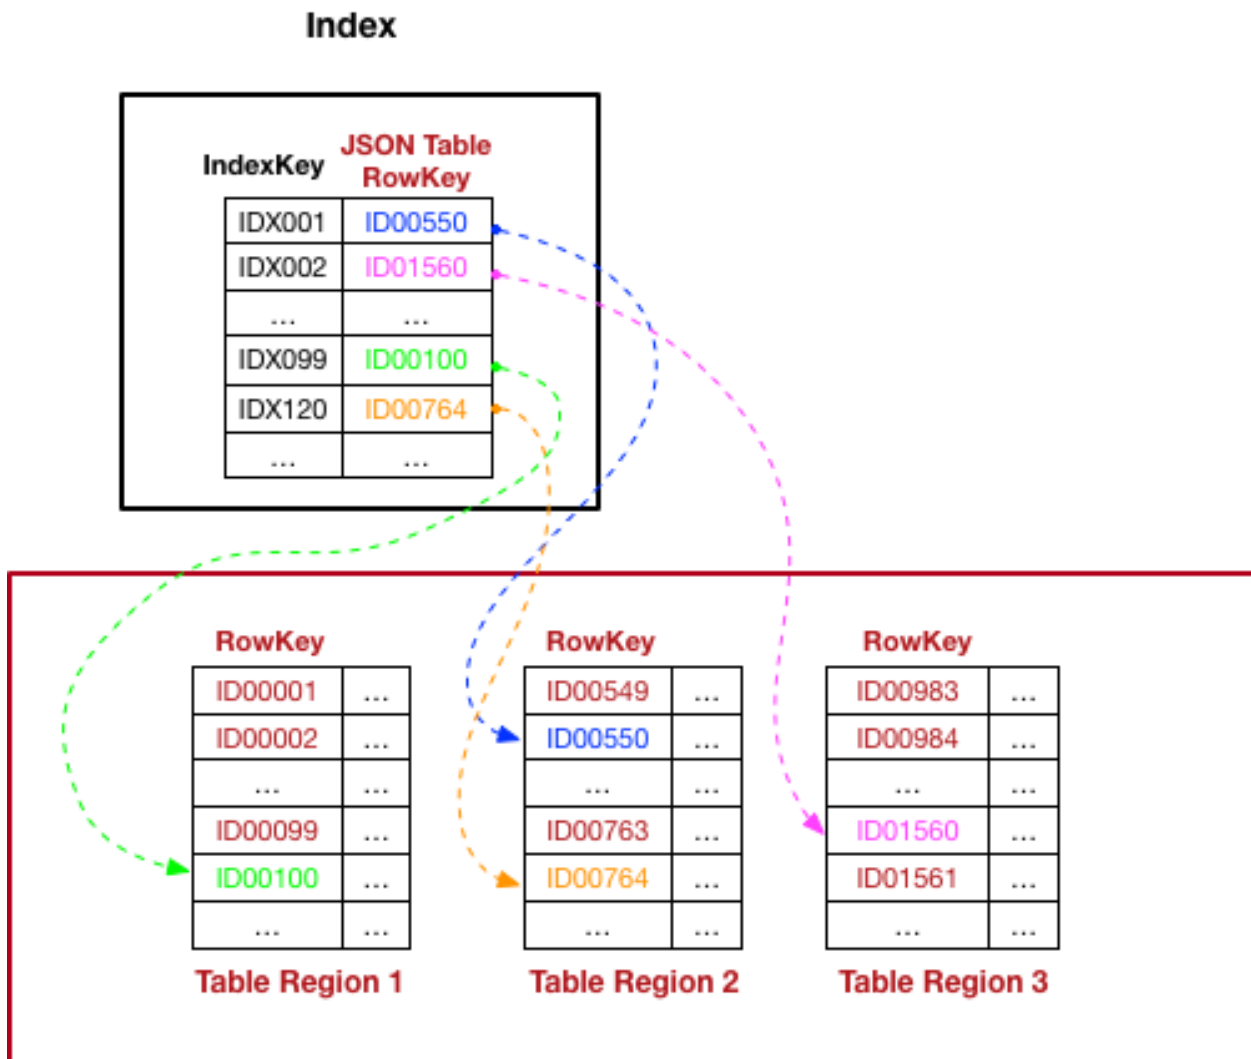 Index
IndexKey
JSON Table
RowKey
IDX001 ID00550
IDX002 ID01560
... ...
IDX099 ID00100
IDX120 ID00764
... ...
RowKey
ID00001 ...
ID00002 ...
... ...
ID00099 ...
ID00100 ...
... ...
Table Region 1
RowKey
ID00549 ...
ID00550 ...
... ...
ID00763 ...
ID00764 ...
... ...
Table Region 2
RowKey
ID00983 ...
ID00984 ...
... ...
ID01560 ...
ID01561 ...
... ...
Table Region 3